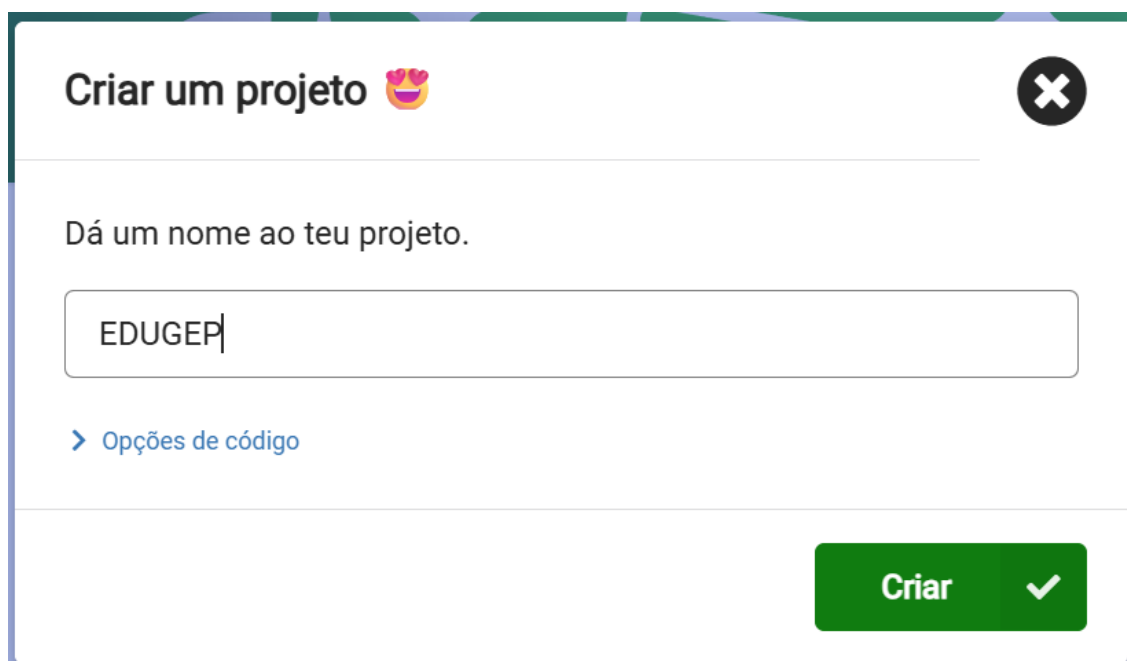 Criar um projeto 😍
Dá um nome ao teu projeto.
EDUGEP
Opções de código
Criar